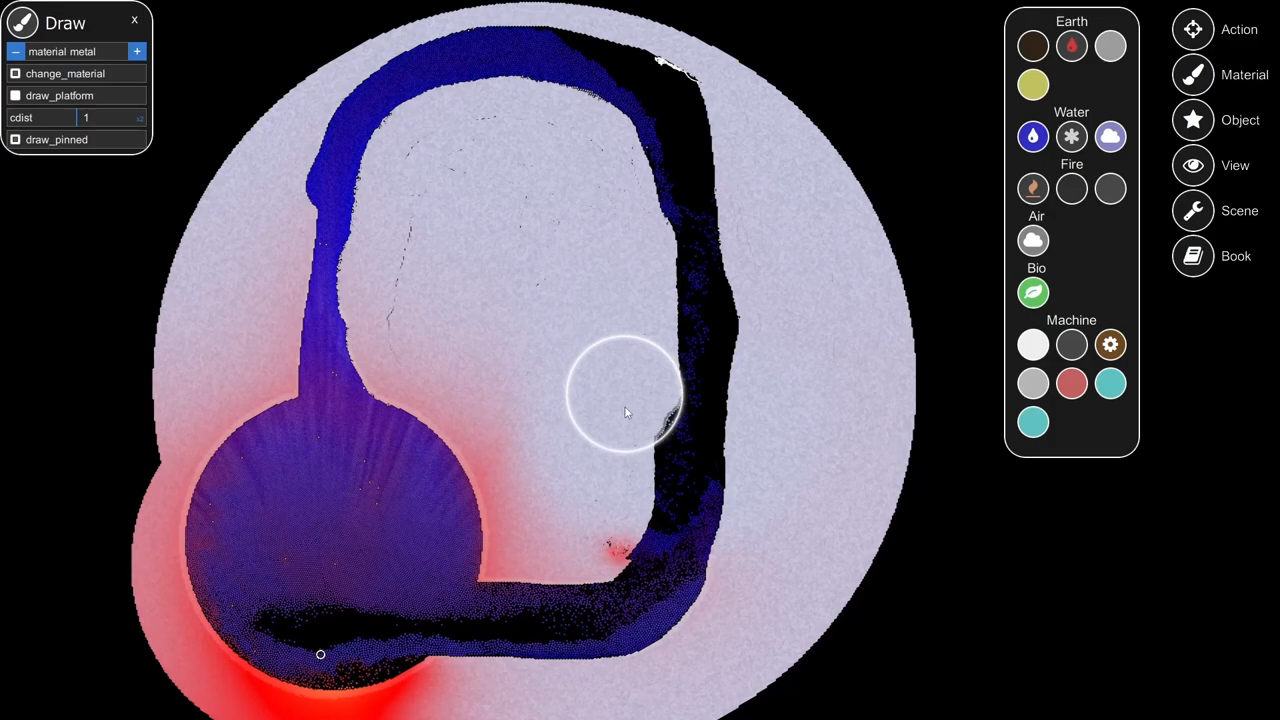 Draw
x
– material metal +
change_material
draw_platform
cdist 1 x2
draw_pinned
Earth
Water
Fire
Air
Bio
Machine
Action
Material
Object
View
Scene
Book